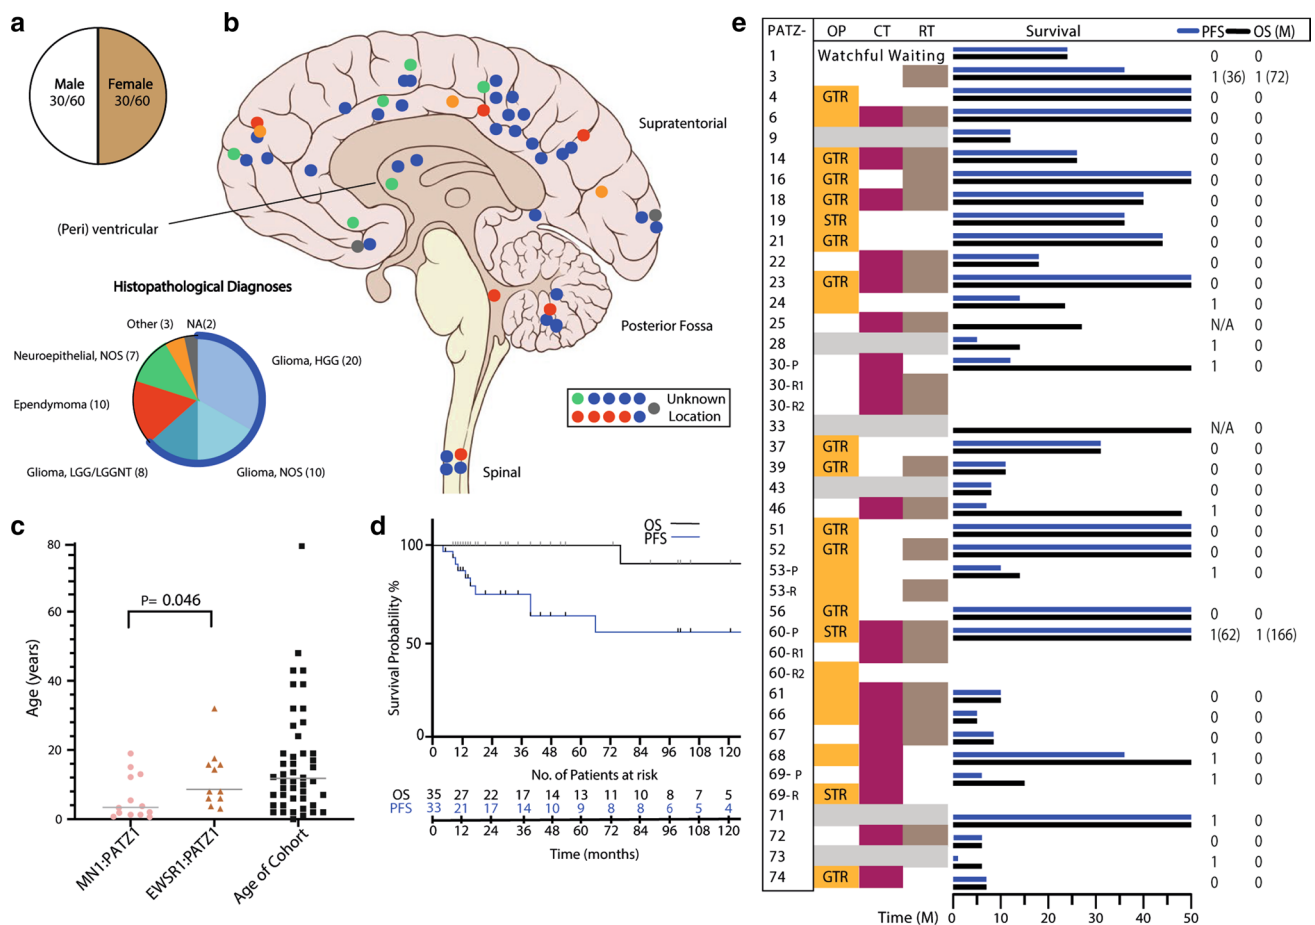 a
Male
30/60
Female
30/60
b
Supratentorial
(Peri) ventricular
Posterior Fossa
Unknown
Location
Spinal
Histopathological Diagnoses
Other (3)
NA(2)
Neuroepithelial, NOS (7)
Glioma, HGG (20)
Ependymoma (10)
Glioma, LGG/LGGNT (8)
Glioma, NOS (10)
c
80
60
40
20
0
Age (years)
P= 0.046
MN1:PATZ1
EWSR1:PATZ1
Age of Cohort
d
OS
PFS
100
50
0
Survival Probability %
0 12 24 36 48 60 72 84 96 108 120
No. of Patients at risk
OS 35 27 22 17 14 13 11 10 8 7 5
PFS 33 21 17 14 10 9 8 8 6 5 4
0 12 24 36 48 60 72 84 96 108 120
Time (months)
e
PATZ- OP CT RT Survival PFS OS (M)
1 Watchful Waiting 0 0
3 1 (36) 1 (72)
4 GTR 0 0
6 0 0
9 0 0
14 GTR 0 0
16 GTR 0 0
18 GTR 0 0
19 STR 0 0
21 GTR 0 0
22 0 0
23 GTR 0 0
24 1 0
25 N/A 0
28 1 0
30-P 1 0
30-R1
30-R2
33 N/A 0
37 GTR 0 0
39 GTR 0 0
43 0 0
46 1 0
51 GTR 0 0
52 GTR 0 0
53-P 1 0
53-R
56 GTR 0 0
60-P STR 1(62) 1 (166)
60-R1
60-R2
61 0 0
66 0 0
67 0 0
68 1 0
69- P 1 0
69-R STR
71 1 0
72 0 0
73 1 0
74 GTR 0 0
Time (M) 0 10 20 30 40 50